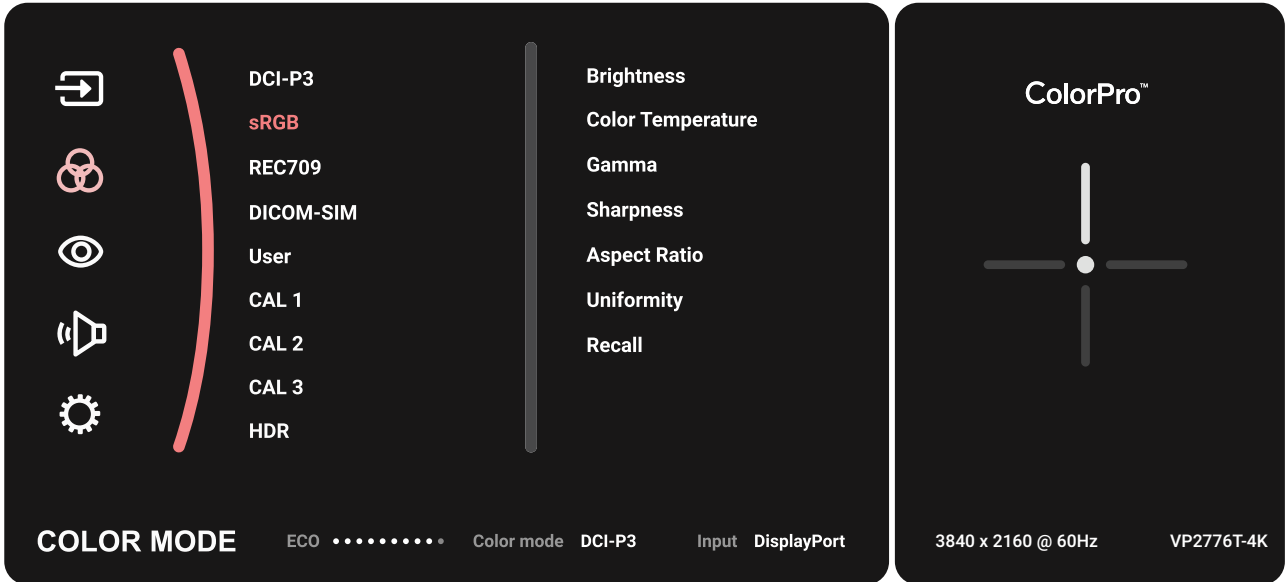 DCI-P3
sRGB
REC709
DICOM-SIM
User
CAL 1
CAL 2
CAL 3
HDR
Brightness
Color Temperature
Gamma
Sharpness
Aspect Ratio
Uniformity
Recall
COLOR MODE
ECO
Color mode DCI-P3
Input DisplayPort
ColorPro™
3840 x 2160 @ 60Hz
VP2776T-4K